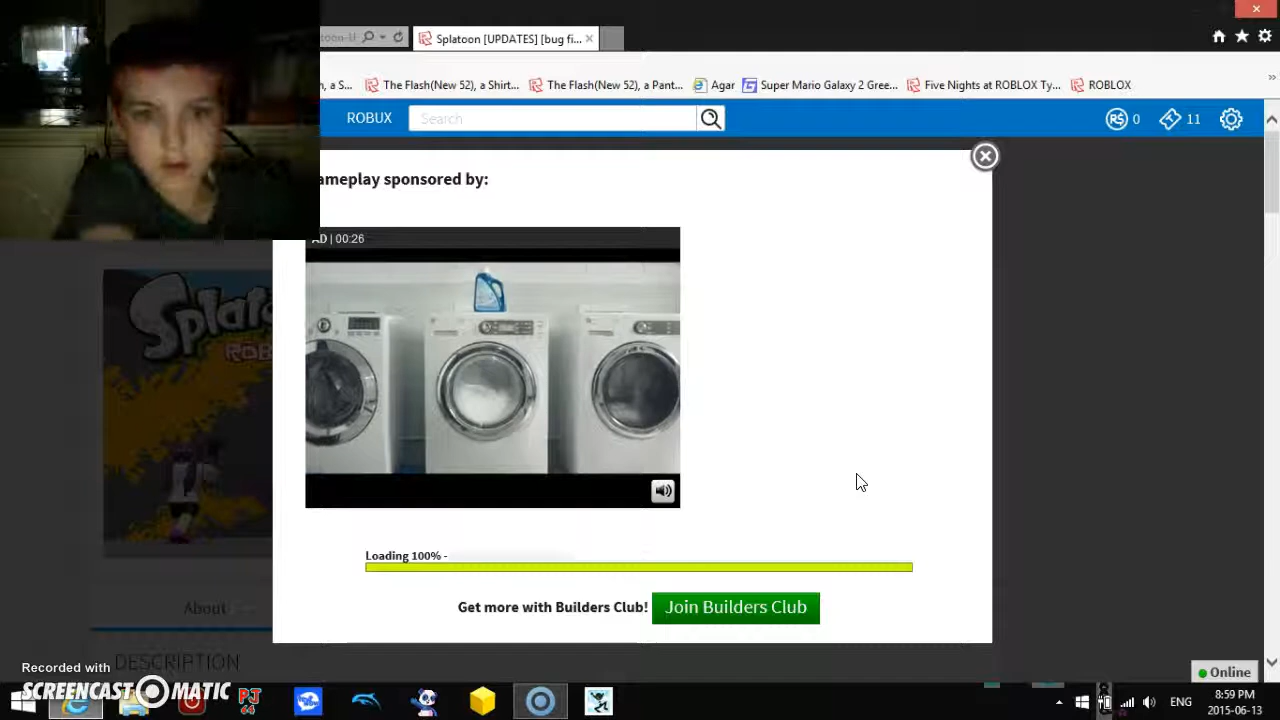 Splatoon [UPDATES] [bug fi...
The Flash(New 52), a Shirt...
The Flash(New 52), a Pant...
Agar
Super Mario Galaxy 2 Gree...
Five Nights at ROBLOX Ty...
ROBLOX
ROBUX
Search
R$ 0
11
ameplay sponsored by:
AD | 00:26
Loading 100% -
Get more with Builders Club!
Join Builders Club
About
DESCRIPTION
Online
Recorded with
SCREENCAST O MATIC
PJ
64
ENG
8:59 PM
2015-06-13